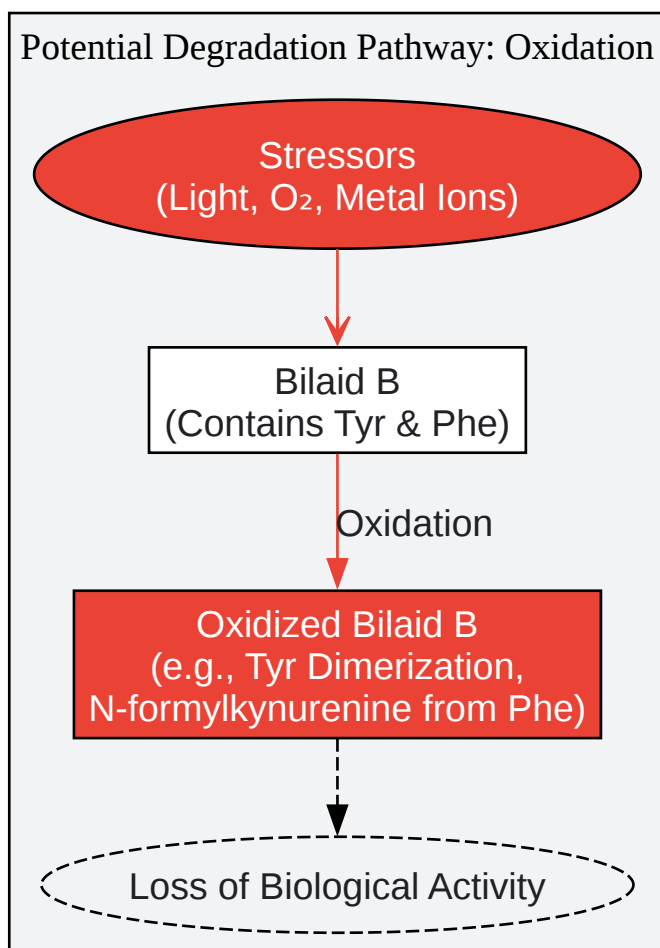 Potential Degradation Pathway: Oxidation
Stressors
(Light, O₂, Metal Ions)
Bilaid B
(Contains Tyr & Phe)
Oxidation
Oxidized Bilaid B
(e.g., Tyr Dimerization,
N-formylkynurenine from Phe)
Loss of Biological Activity